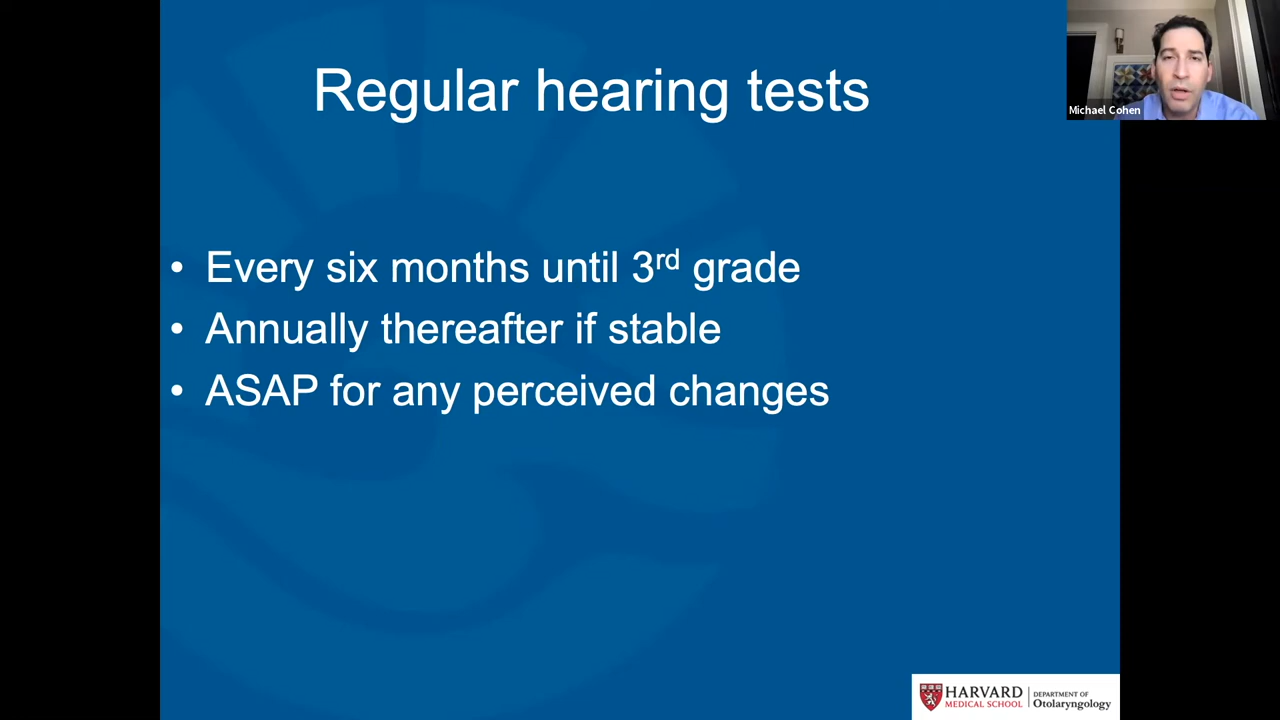 Regular hearing tests
Michael Cohen
• Every six months until 3rd grade
• Annually thereafter if stable
• ASAP for any perceived changes
HARVARD
MEDICAL SCHOOL
DEPARTMENT OF
Otolaryngology